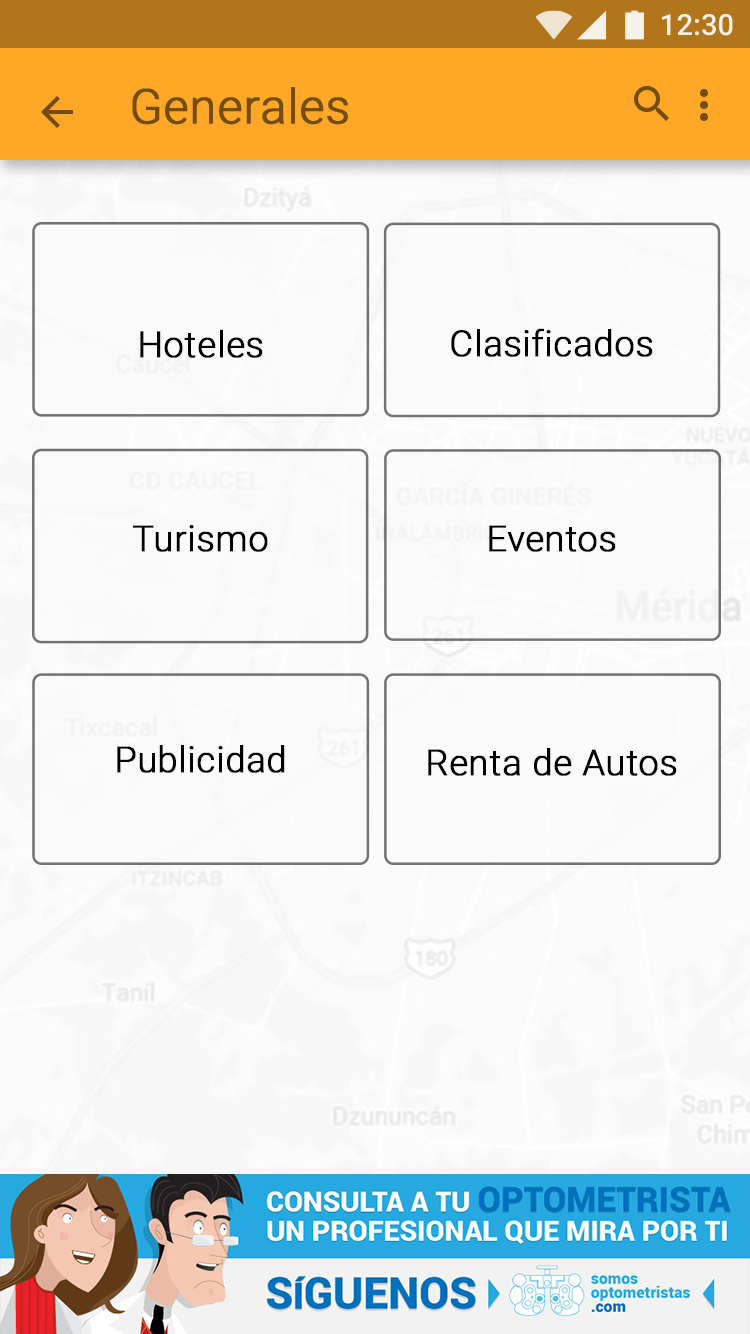 12:30
Generales
Dzityá
Hoteles
Clasificados
Caucel
NUEVO
YUCATÁ
CD CAUCEL
GARCÍA GINERÉS
INALÁMBRI
Turismo
Eventos
Mérida
261
Tixcacal
261
Publicidad
Renta de Autos
ITZINCAB
180
Tanil
Dzununcán
San Pe
Chim
CONSULTA A TU OPTOMETRISTA
UN PROFESIONAL QUE MIRA POR TI
SÍGUENOS
somos
optometristas
.com